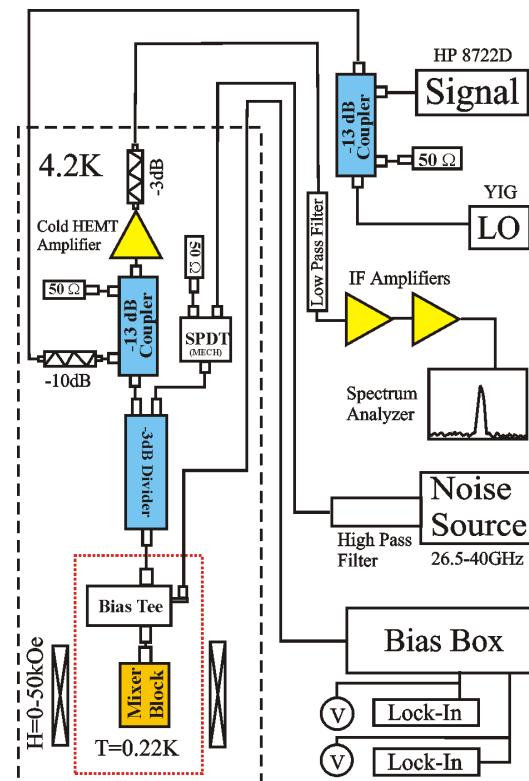 HP 8722D
Signal
-13 dB
Coupler
50 Ω
YIG
LO
4.2K
-3dB
Cold HEMT
Amplifier
50 Ω
50 Ω
-13 dB
Coupler
SPDT
(MECH)
-10dB
Low Pass Filter
IF Amplifiers
Spectrum
Analyzer
-3dB Divider
Noise
Source
High Pass
Filter
26.5-40GHz
Bias Tee
Bias Box
H=0-50kOe
Mixer
Block
T=0.22K
V
Lock-In
V
Lock-In